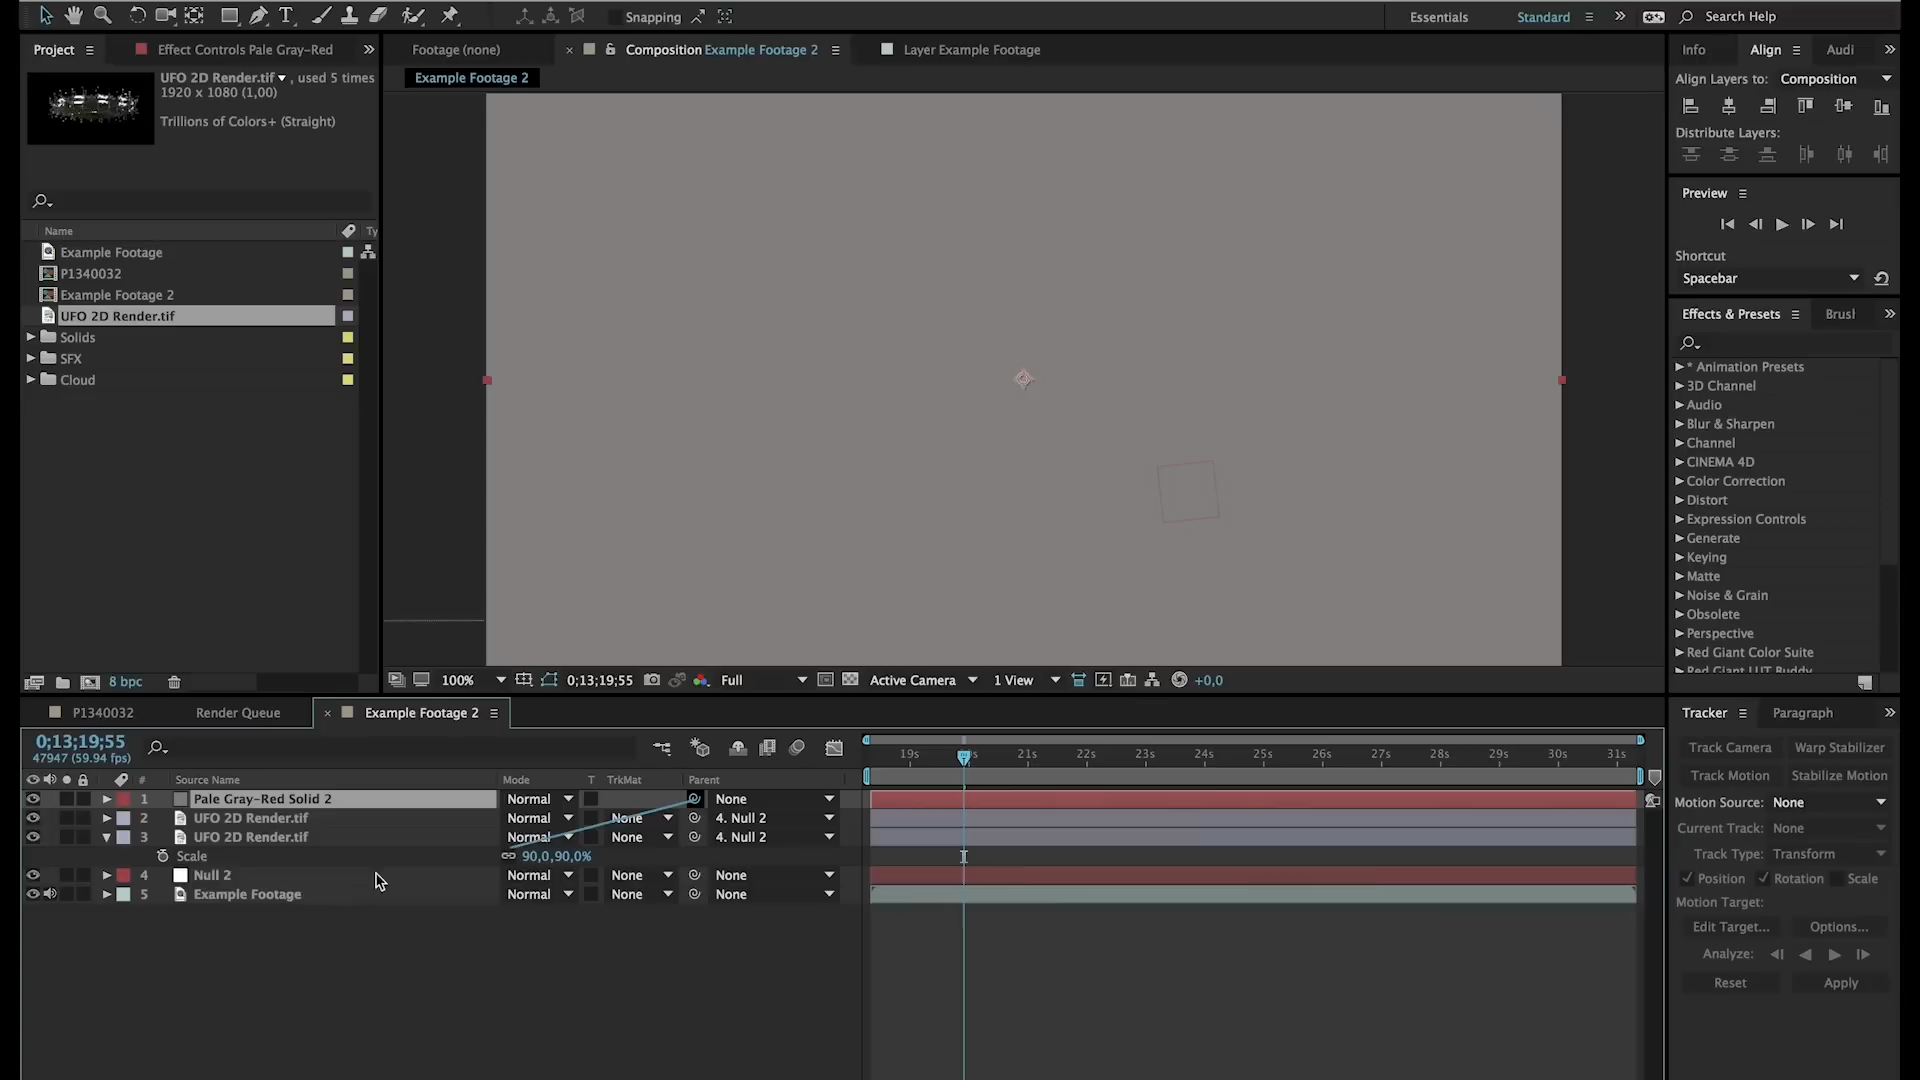 Snapping
Essentials
Standard
Search Help
Project
Effect Controls Pale Gray-Red
Footage (none)
Composition Example Footage 2
Layer Example Footage
Info
Align
Audi
UFO 2D Render.tif , used 5 times
1920 x 1080 (1,00)
Trillions of Colors+ (Straight)
Example Footage 2
Align Layers to: Composition
Distribute Layers:
Preview
Shortcut
Spacebar
Name
Ty
Example Footage
P1340032
Example Footage 2
UFO 2D Render.tif
Solids
SFX
Cloud
Effects & Presets
Brusl
* Animation Presets
3D Channel
Audio
Blur & Sharpen
Channel
CINEMA 4D
Color Correction
Distort
Expression Controls
Generate
Keying
Matte
Noise & Grain
Obsolete
Perspective
Red Giant Color Suite
Red Giant LUT Buddy
8 bpc
100%
0;13;19;55
Full
Active Camera
1 View
+0,0
P1340032
Render Queue
Example Footage 2
Tracker
Paragraph
0;13;19;55
47947 (59.94 fps)
19s
21s
22s
23s
24s
25s
26s
27s
28s
29s
30s
31s
# Source Name Mode T TrkMat Parent
1 Pale Gray-Red Solid 2 Normal None
2 UFO 2D Render.tif Normal None 4. Null 2
3 UFO 2D Render.tif Normal None 4. Null 2
Scale 90,0,90,0%
4 Null 2 Normal None None
5 Example Footage Normal None None
Track Camera
Warp Stabilizer
Track Motion
Stabilize Motion
Motion Source: None
Current Track: None
Track Type: Transform
Position
Rotation
Scale
Motion Target:
Edit Target...
Options...
Analyze:
Reset
Apply